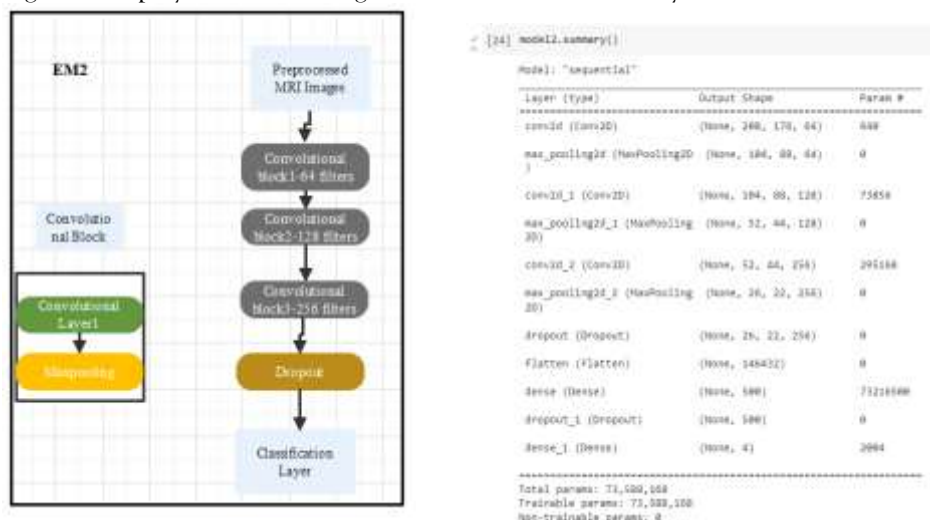 EM2
Preprocessed
MRI Images
Convolutional
block1-64 filters
Convolutional
block2-128 filters
Convolutional
block3-256 filters
Dropout
Classification
Layer
Convolutio
nal Block
Convolutional
Layer1
Maxpooling
[24] model2.summary()
Model: "sequential"
Layer (type) Output Shape Param #
conv2d (Conv2D) (None, 208, 176, 64) 640
max_pooling2d (MaxPooling2D (None, 104, 88, 64) 0
)
conv2d_1 (Conv2D) (None, 104, 88, 128) 73856
max_pooling2d_1 (MaxPooling (None, 52, 44, 128) 0
2D)
conv2d_2 (Conv2D) (None, 52, 44, 256) 295168
max_pooling2d_2 (MaxPooling (None, 26, 22, 256) 0
2D)
dropout (Dropout) (None, 26, 22, 256) 0
flatten (Flatten) (None, 146432) 0
dense (Dense) (None, 500) 73216500
dropout_1 (Dropout) (None, 500) 0
dense_1 (Dense) (None, 4) 2004
Total params: 73,588,168
Trainable params: 73,588,168
Non-trainable params: 0